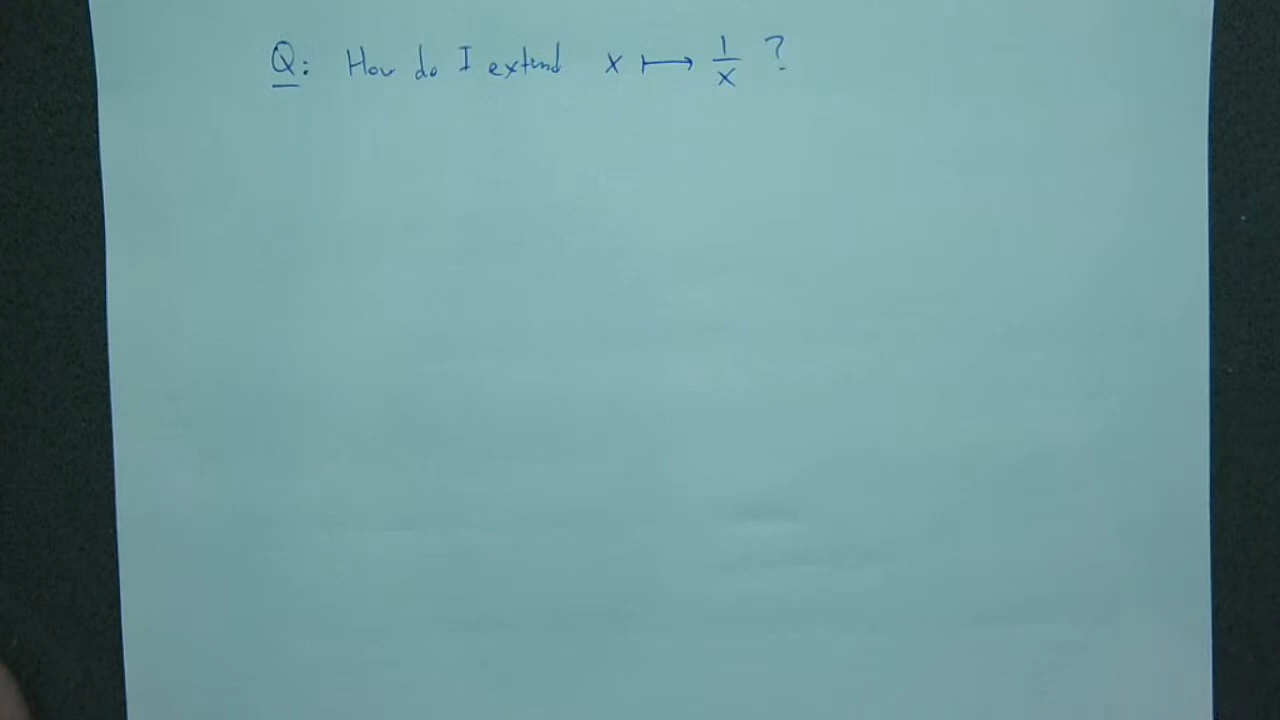 Q: How do I extend x ⟼ 1/x ?